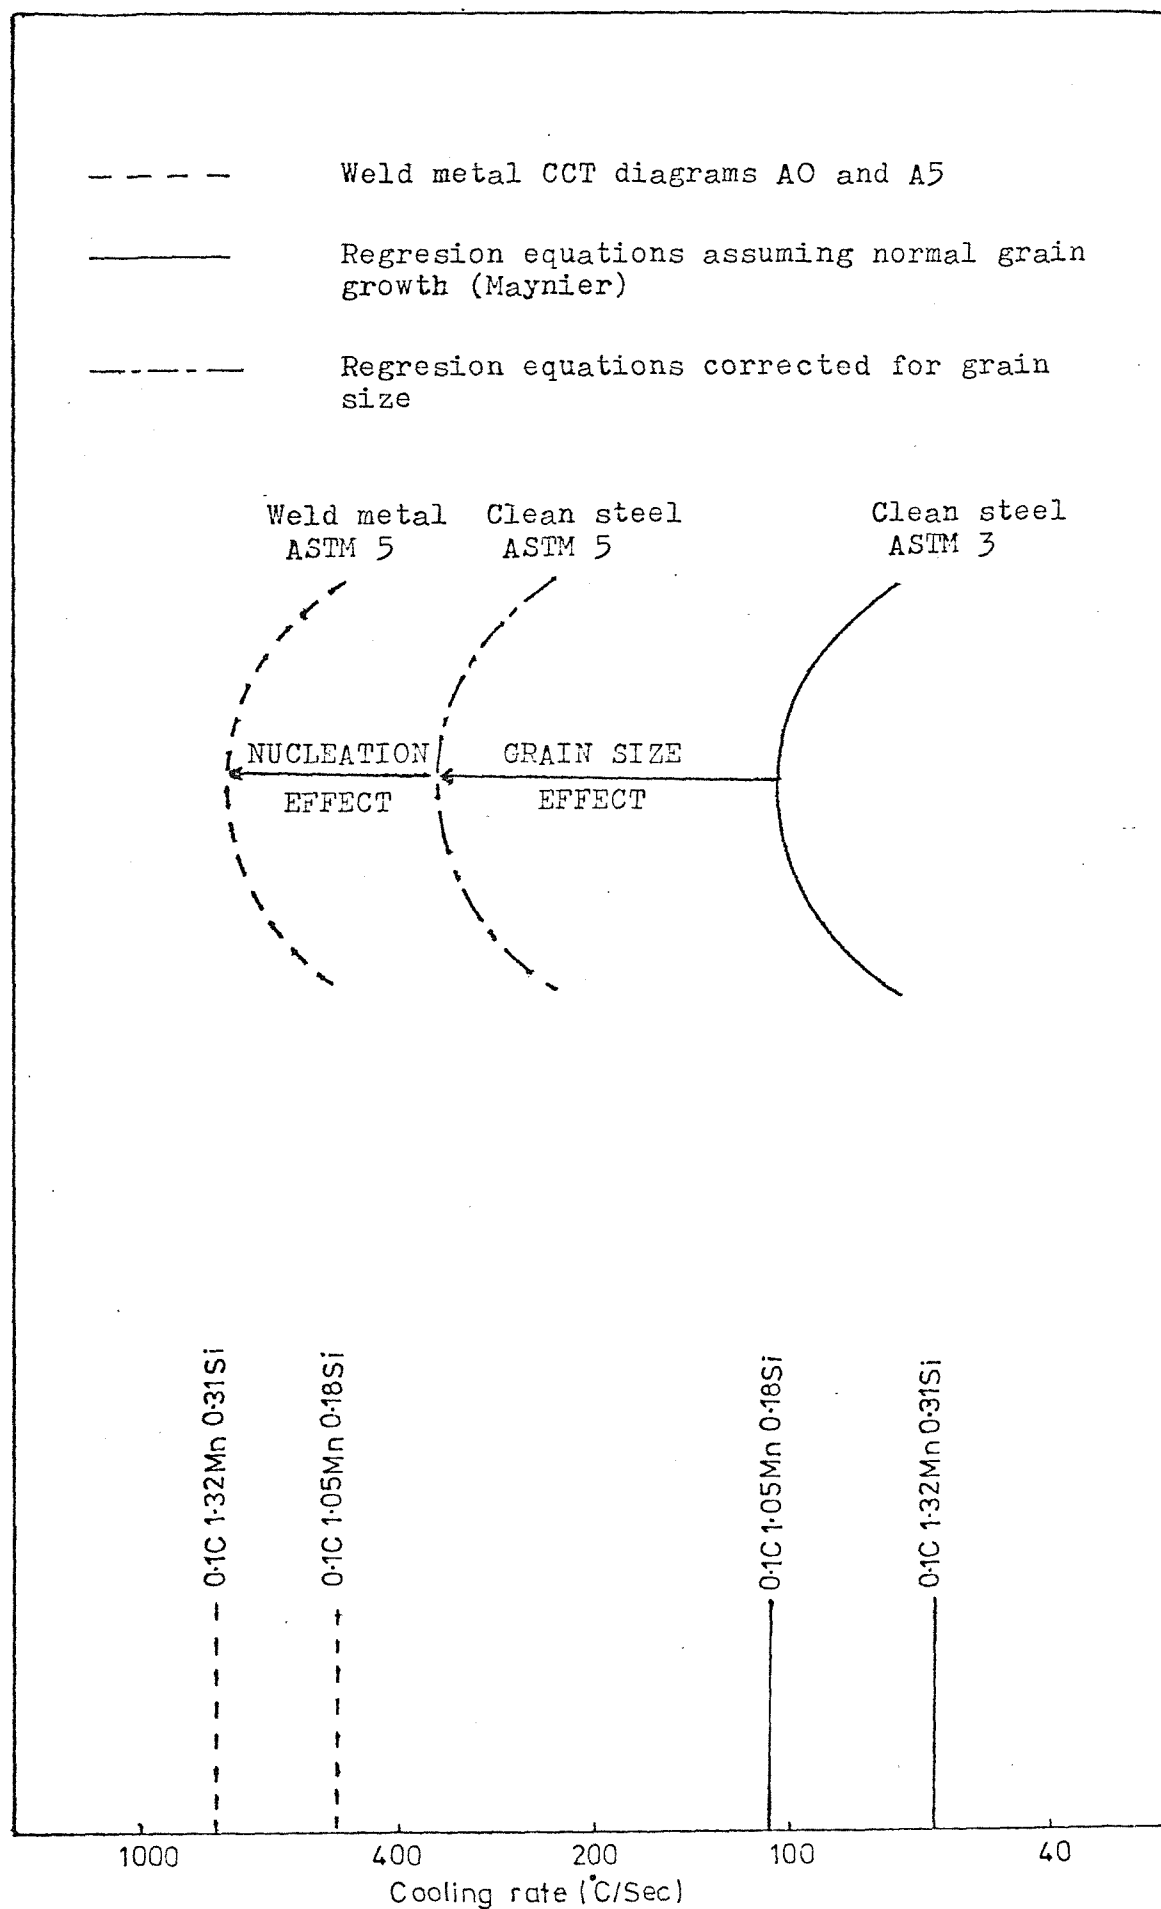 Weld metal CCT diagrams AO and A5
Regresion equations assuming normal grain
growth (Maynier)
Regresion equations corrected for grain
size
Weld metal
ASTM 5
Clean steel
ASTM 5
Clean steel
ASTM 3
NUCLEATION
EFFECT
GRAIN SIZE
EFFECT
0·1C 1·32Mn 0·31Si
0·1C 1·05Mn 0·18Si
0·1C 1·05Mn 0·18Si
0·1C 1·32Mn 0·31Si
1000
400
200
100
40
Cooling rate (°C/Sec)